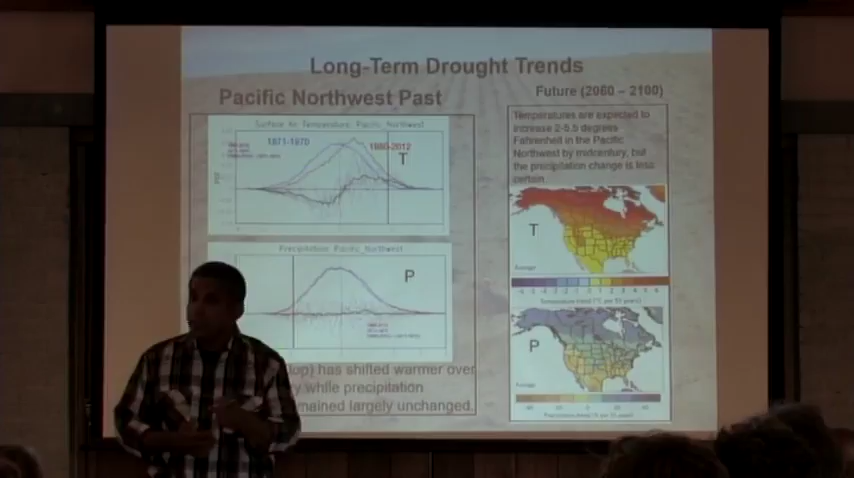 Long-Term Drought Trends
Pacific Northwest Past
Future (2060 – 2100)
Surface Air Temperature, Pacific Northwest
1871-1970
1980-2012
T
PDF
Precipitation, Pacific Northwest
P
top) has shifted warmer over
y while precipitation
mained largely unchanged.
Temperatures are expected to
increase 2-5.5 degrees
Fahrenheit in the Pacific
Northwest by midcentury, but
the precipitation change is less
certain.
T
Average
Temperature trend (°C per 55 years)
P
Average
Precipitation trend (% per 55 years)